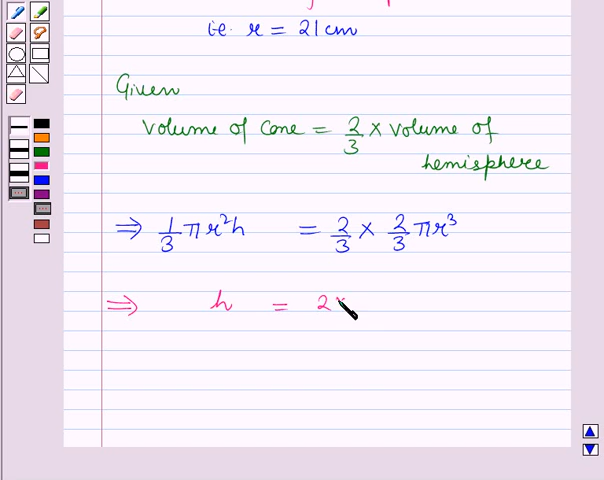 i.e. r = 21 cm
Given
Volume of Cone = 2/3 × volume of
hemisphere
⇒ 1/3 πr²h = 2/3 × 2/3 πr³
⇒ h = 2